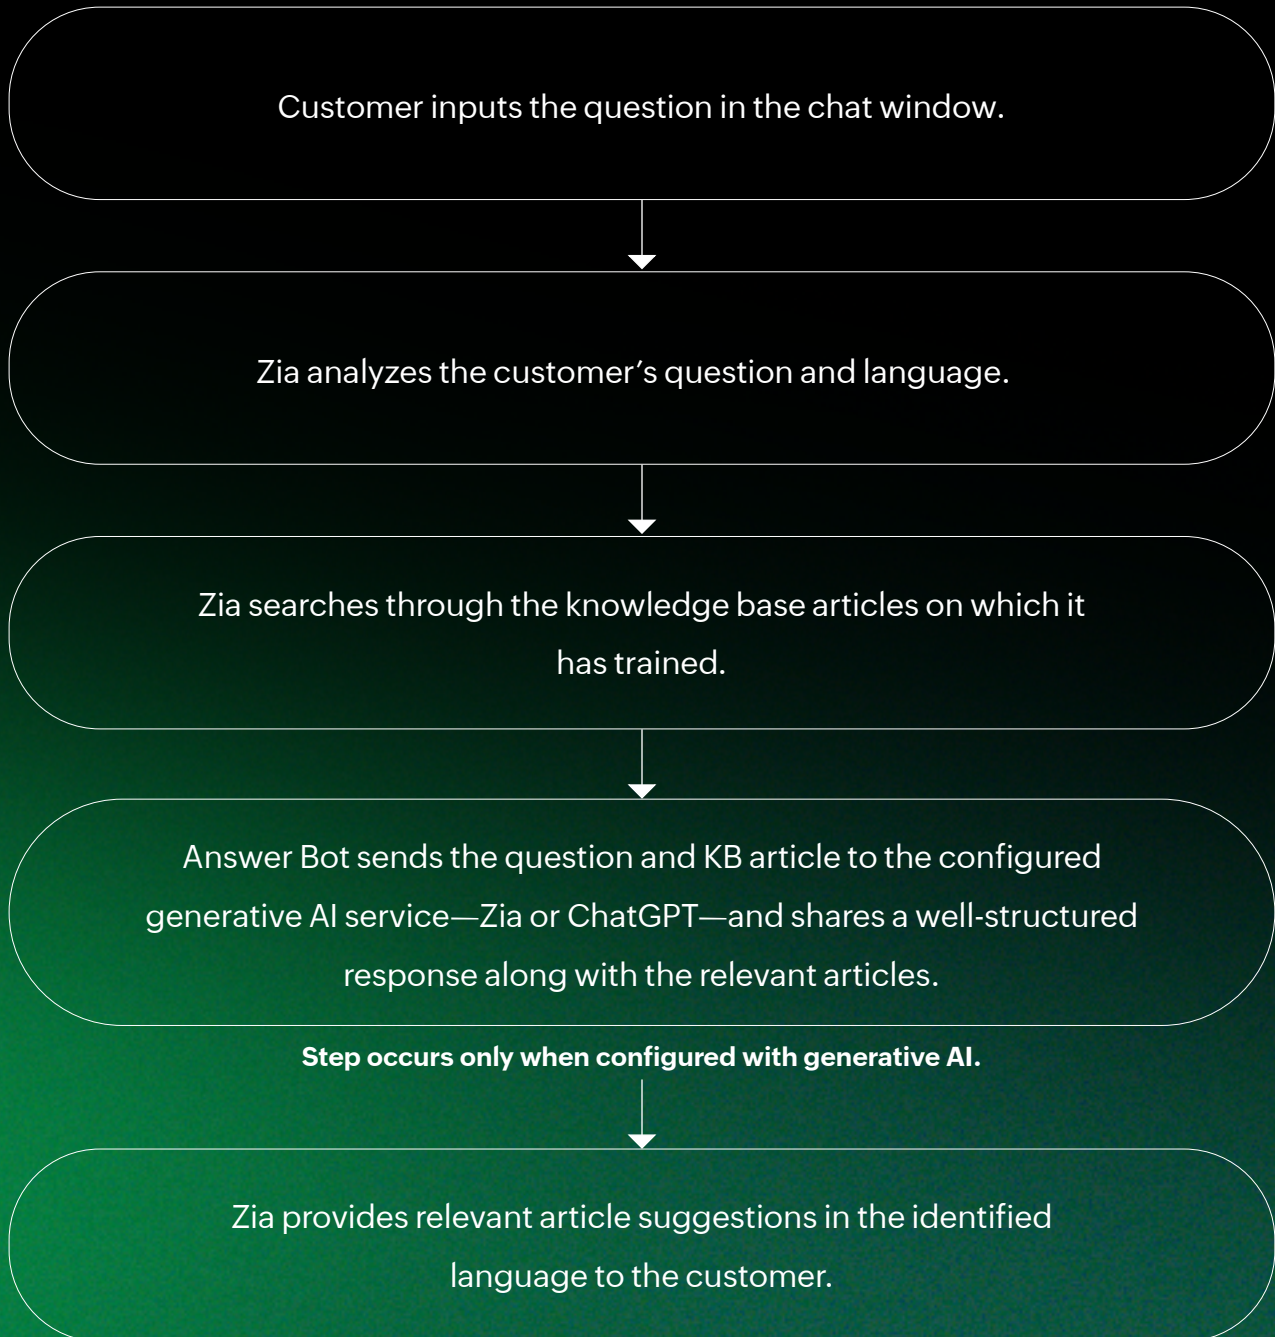 Customer inputs the question in the chat window.
Zia analyzes the customer’s question and language.
Zia searches through the knowledge base articles on which it
has trained.
Answer Bot sends the question and KB article to the configured
generative AI service—Zia or ChatGPT—and shares a well-structured
response along with the relevant articles.
Step occurs only when configured with generative AI.
Zia provides relevant article suggestions in the identified
language to the customer.